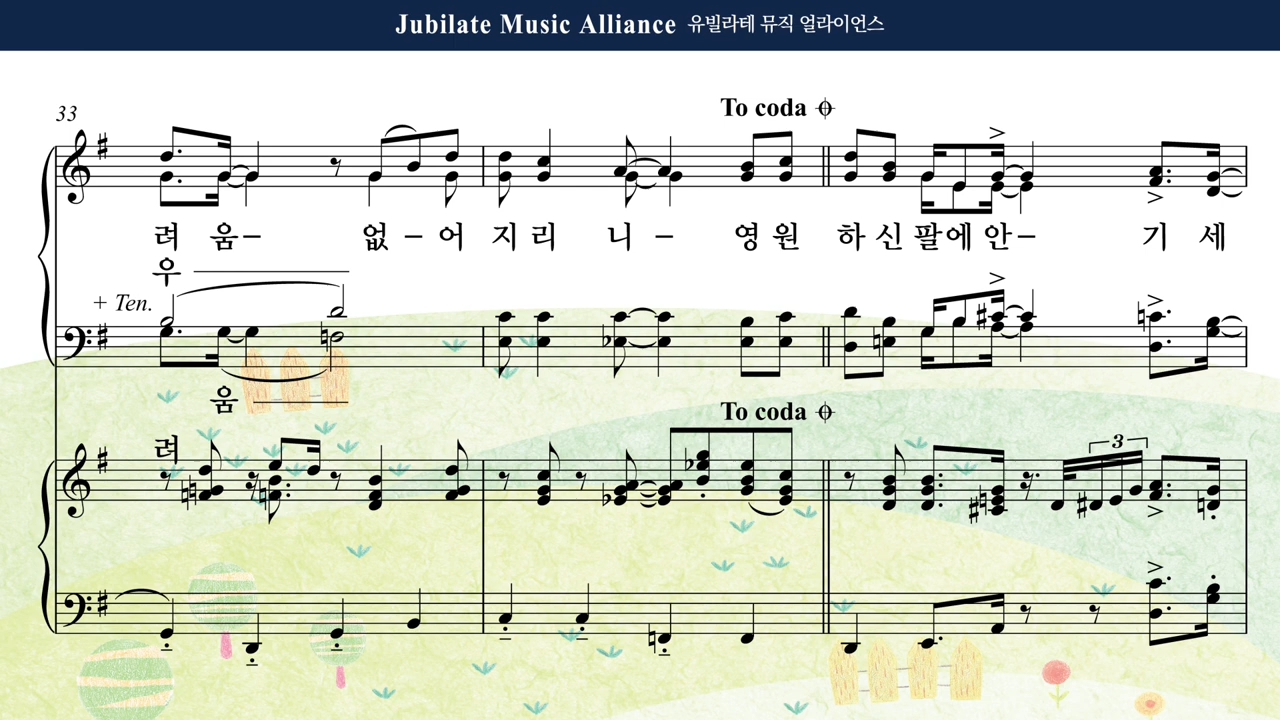 Jubilate Music Alliance 유빌라테 뮤직 얼라이언스
33
To coda
려 움– 없 – 어 지 리 니 – 영 원 하 신 팔 에 안– 기 세
우
+ Ten.
움
To coda
려
3